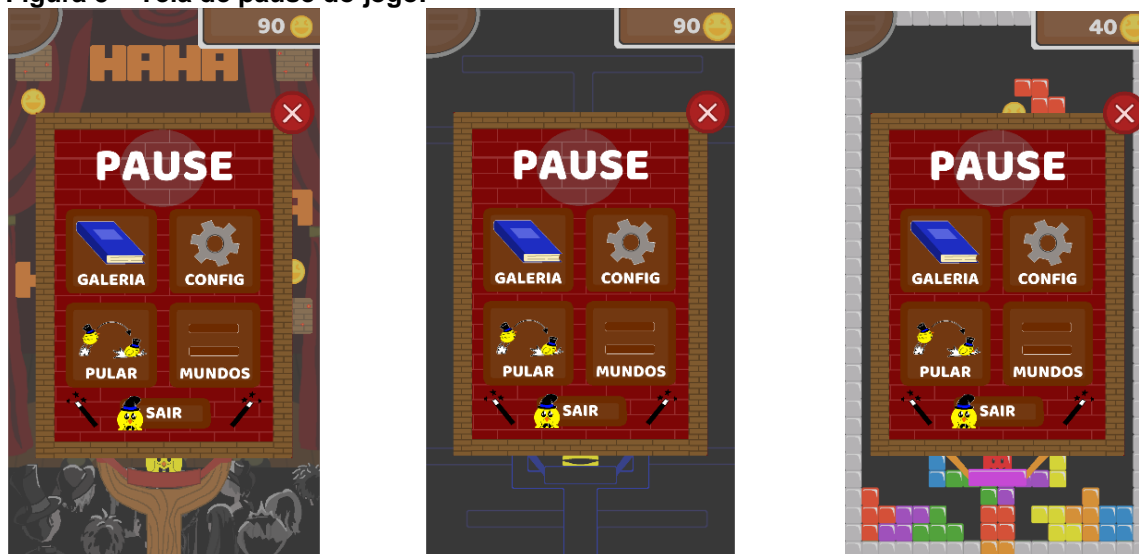 Figura 3 – Tela de pause do jogo.
90
HAHA
PAUSE
GALERIA CONFIG
PULAR MUNDOS
SAIR
90
PAUSE
GALERIA CONFIG
PULAR MUNDOS
SAIR
40
PAUSE
GALERIA CONFIG
PULAR MUNDOS
SAIR